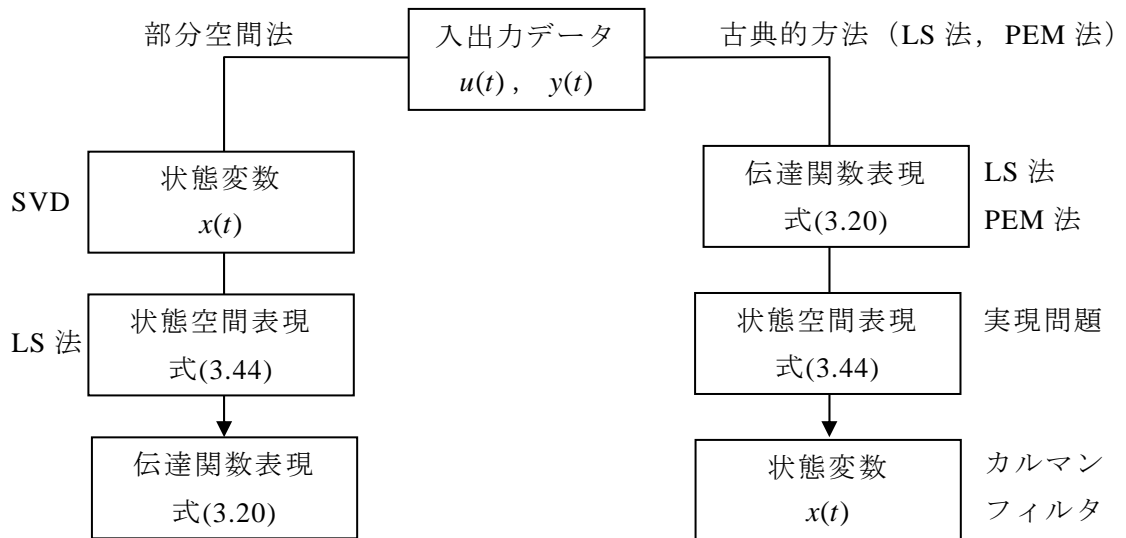 部分空間法
入出力データ
u(t), y(t)
古典的方法（LS 法，PEM 法）
SVD
状態変数
x(t)
LS 法
状態空間表現
式(3.44)
伝達関数表現
式(3.20)
伝達関数表現
式(3.20)
LS 法
PEM 法
状態空間表現
式(3.44)
実現問題
状態変数
x(t)
カルマン
フィルタ